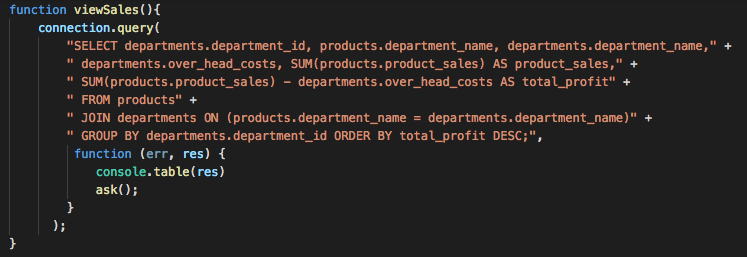 function viewSales(){
connection.query(
"SELECT departments.department_id, products.department_name, departments.department_name," +
" departments.over_head_costs, SUM(products.product_sales) AS product_sales," +
" SUM(products.product_sales) - departments.over_head_costs AS total_profit" +
" FROM products" +
" JOIN departments ON (products.department_name = departments.department_name)" +
" GROUP BY departments.department_id ORDER BY total_profit DESC;",
function (err, res) {
console.table(res)
ask();
}
);
}